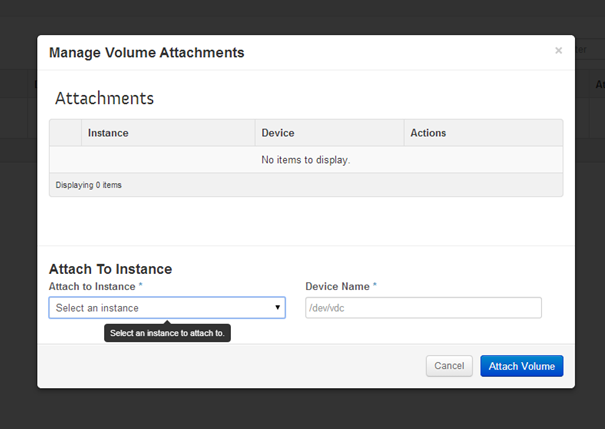 Manage Volume Attachments ×
Attachments
Instance Device Actions
No items to display.
Displaying 0 items
Attach To Instance
Attach to Instance * Device Name *
Select an instance /dev/vdc
Select an instance to attach to.
Cancel Attach Volume